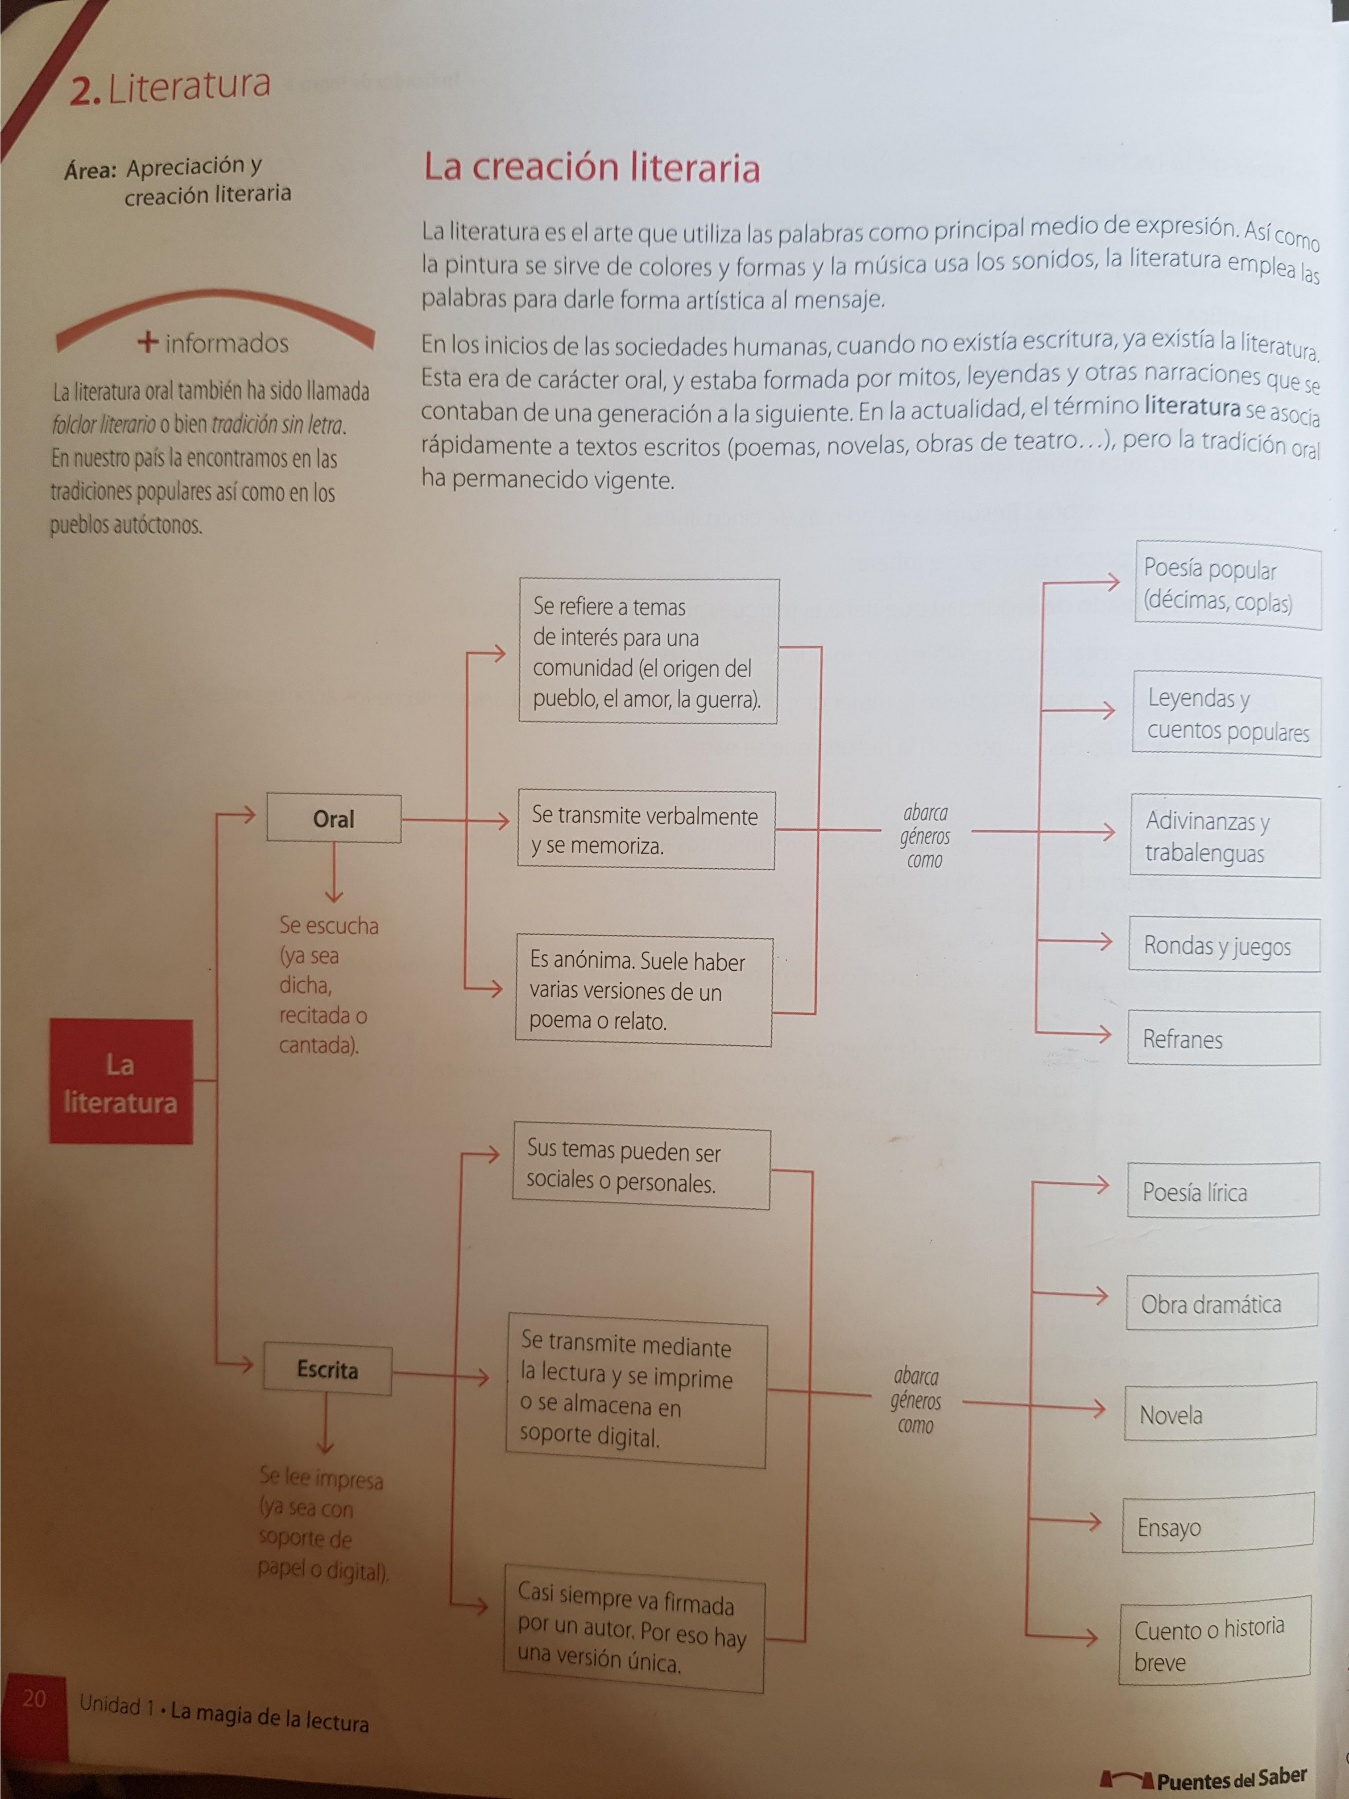 2. Literatura
Área: Apreciación y
creación literaria
+ informados
La literatura oral también ha sido llamada
folclor literario o bien tradición sin letra.
En nuestro país la encontramos en las
tradiciones populares así como en los
pueblos autóctonos.
La creación literaria
La literatura es el arte que utiliza las palabras como principal medio de expresión. Así como
la pintura se sirve de colores y formas y la música usa los sonidos, la literatura emplea las
palabras para darle forma artística al mensaje.
En los inicios de las sociedades humanas, cuando no existía escritura, ya existía la literatura.
Esta era de carácter oral, y estaba formada por mitos, leyendas y otras narraciones que se
contaban de una generación a la siguiente. En la actualidad, el término literatura se asocia
rápidamente a textos escritos (poemas, novelas, obras de teatro…), pero la tradición oral
ha permanecido vigente.
La
literatura
Oral
Se escucha
(ya sea
dicha,
recitada o
cantada).
Se refiere a temas
de interés para una
comunidad (el origen del
pueblo, el amor, la guerra).
Se transmite verbalmente
y se memoriza.
Es anónima. Suele haber
varias versiones de un
poema o relato.
abarca
géneros
como
Poesía popular
(décimas, coplas)
Leyendas y
cuentos populares
Adivinanzas y
trabalenguas
Rondas y juegos
Refranes
Escrita
Se lee impresa
(ya sea con
soporte de
papel o digital).
Sus temas pueden ser
sociales o personales.
Se transmite mediante
la lectura y se imprime
o se almacena en
soporte digital.
Casi siempre va firmada
por un autor. Por eso hay
una versión única.
abarca
géneros
como
Poesía lírica
Obra dramática
Novela
Ensayo
Cuento o historia
breve
20
Unidad 1 • La magia de la lectura
Puentes del Saber